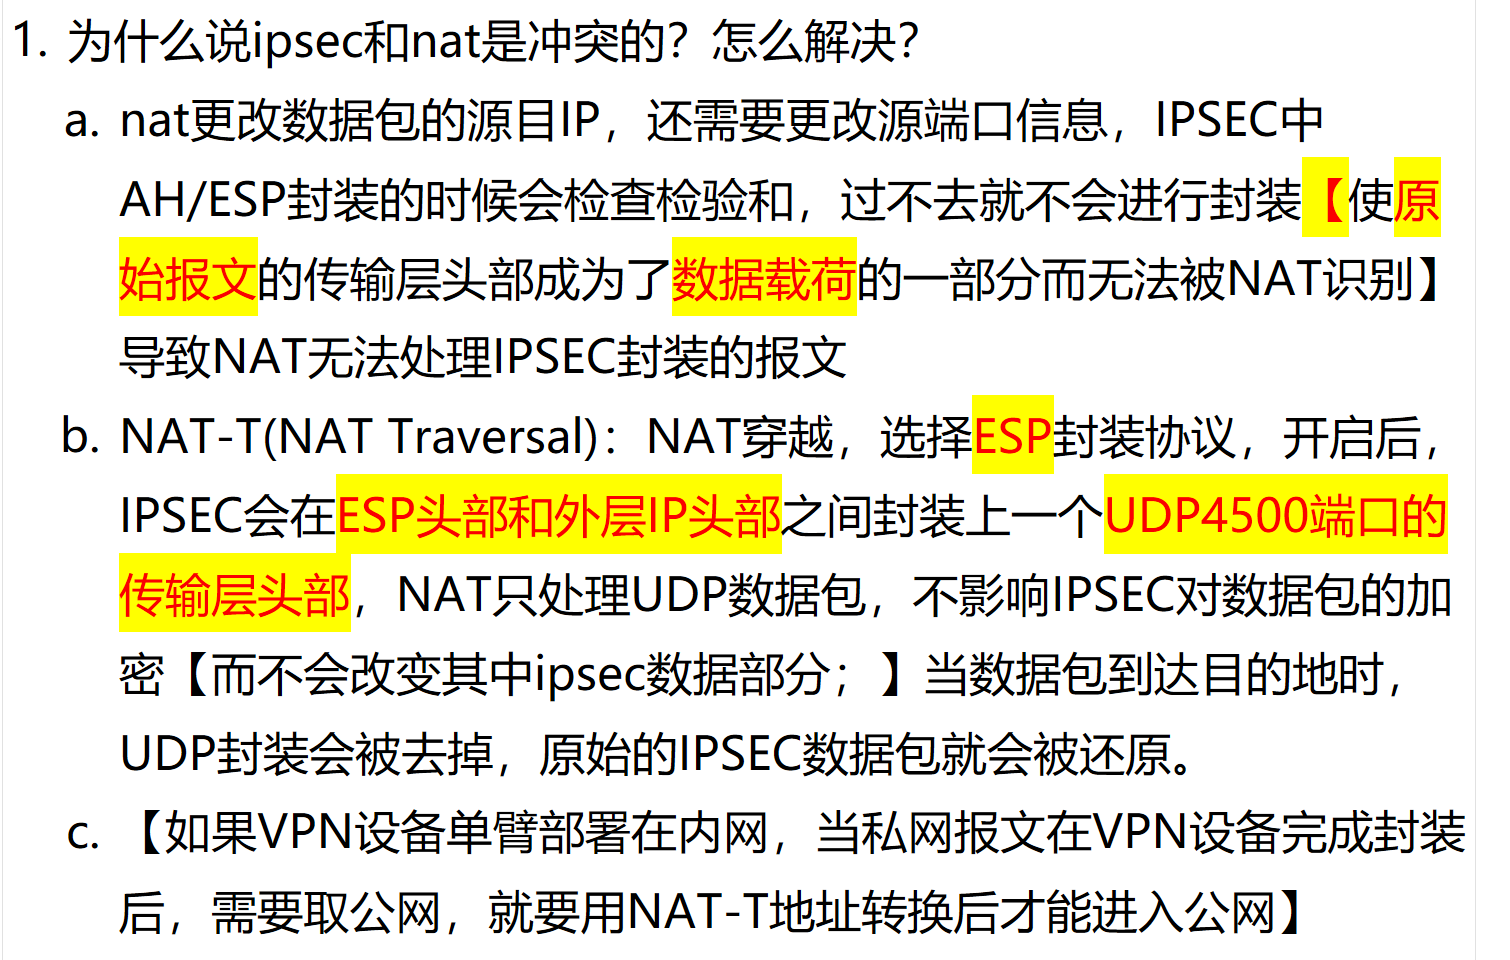 1. 为什么说ipsec和nat是冲突的？怎么解决？
a. nat更改数据包的源目IP，还需要更改源端口信息，IPSEC中
AH/ESP封装的时候会检查检验和，过不去就不会进行封装【使原
始报文的传输层头部成为了数据载荷的一部分而无法被NAT识别】
导致NAT无法处理IPSEC封装的报文
b. NAT-T(NAT Traversal)：NAT穿越，选择ESP封装协议，开启后，
IPSEC会在ESP头部和外层IP头部之间封装上一个UDP4500端口的
传输层头部，NAT只处理UDP数据包，不影响IPSEC对数据包的加
密【而不会改变其中ipsec数据部分；】当数据包到达目的地时，
UDP封装会被去掉，原始的IPSEC数据包就会被还原。
c. 【如果VPN设备单臂部署在内网，当私网报文在VPN设备完成封装
后，需要取公网，就要用NAT-T地址转换后才能进入公网】